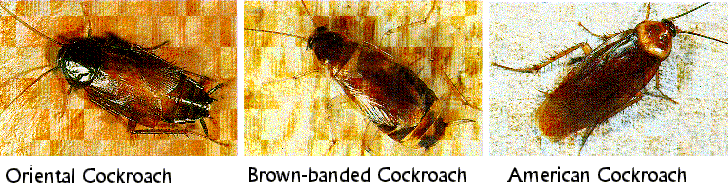 Oriental Cockroach
Brown-banded Cockroach
American Cockroach